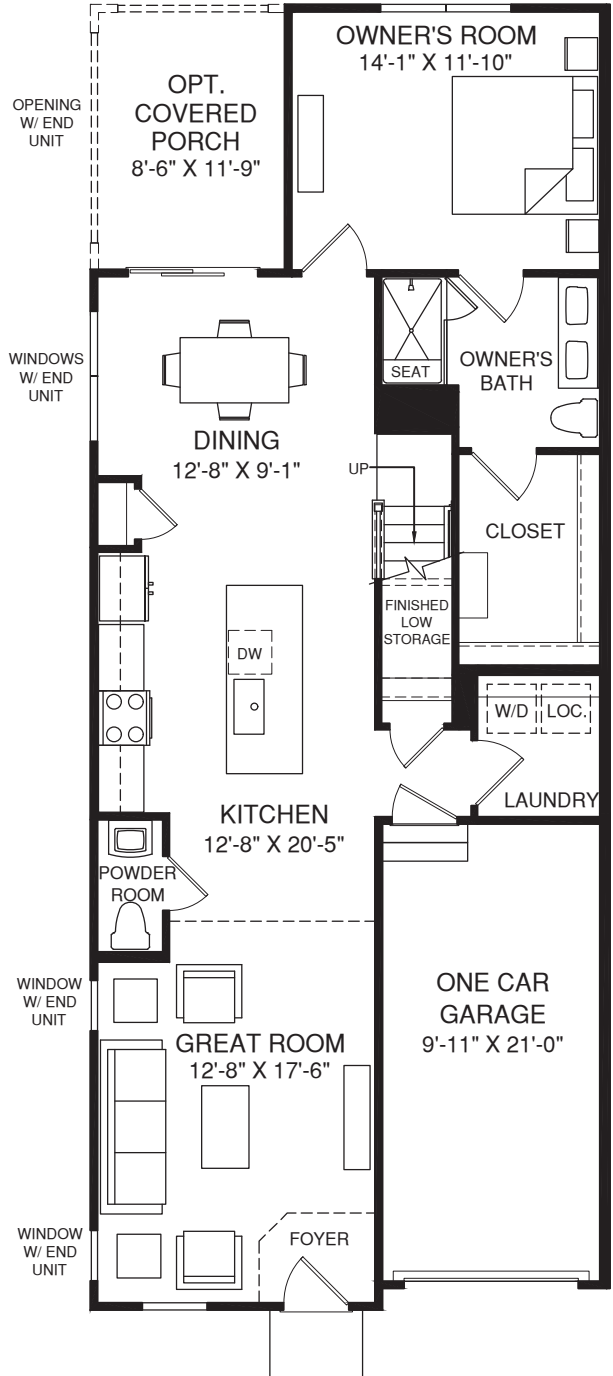 OWNER'S ROOM
14'-1" X 11'-10"
OPT.
COVERED
PORCH
8'-6" X 11'-9"
OPENING
W/ END
UNIT
WINDOWS
W/ END
UNIT
SEAT
OWNER'S
BATH
DINING
12'-8" X 9'-1"
UP
CLOSET
FINISHED
LOW
STORAGE
DW
W/D
LOC.
LAUNDRY
KITCHEN
12'-8" X 20'-5"
POWDER
ROOM
WINDOW
W/ END
UNIT
ONE CAR
GARAGE
9'-11" X 21'-0"
GREAT ROOM
12'-8" X 17'-6"
FOYER
WINDOW
W/ END
UNIT